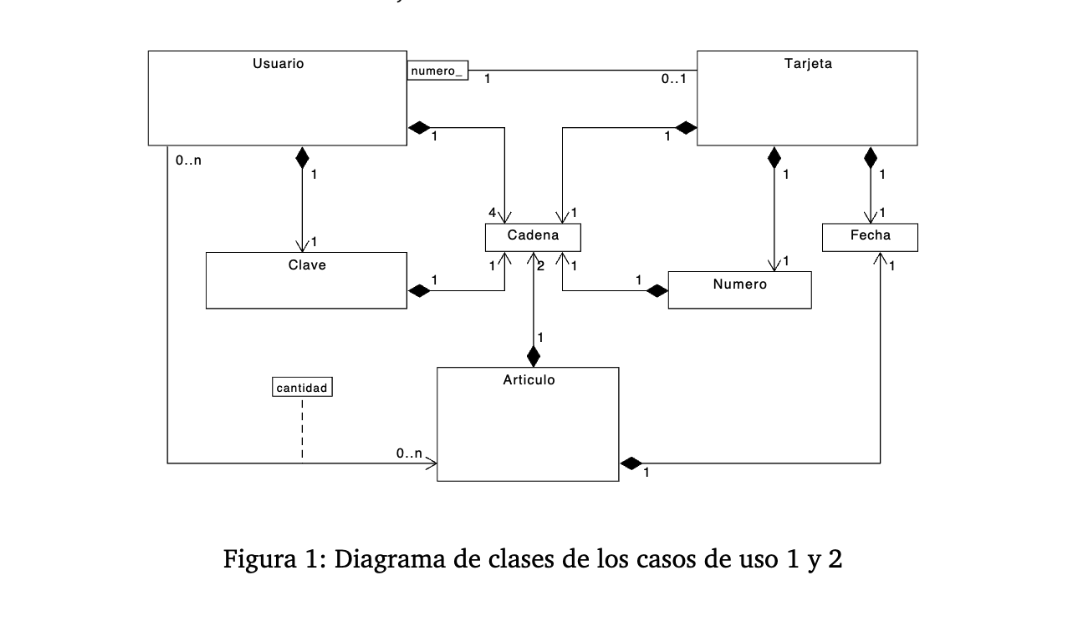 Usuario
Tarjeta
numero_
1
0..1
1
1
0..n
1
1
1
4
1
1
1
Cadena
Fecha
Clave
1
2
1
1
1
1
1
Numero
1
Articulo
cantidad
0..n
1
Figura 1: Diagrama de clases de los casos de uso 1 y 2